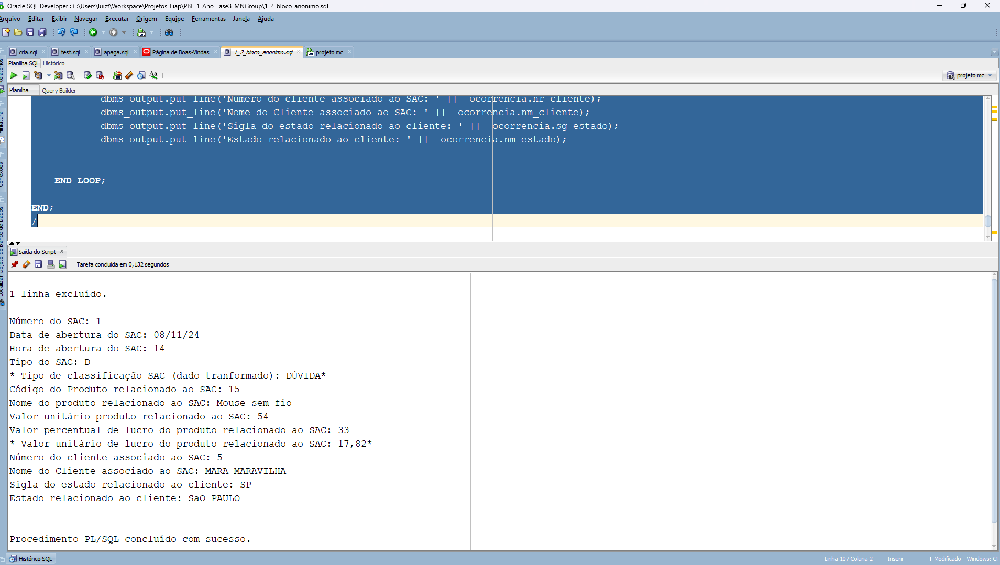 Oracle SQL Developer : C:\Users\luizf\Workspace\Projetos_Fiap\PBL_1_Ano_Fase3_MNGroup\1_2_bloco_anonimo.sql
Arquivo Editar Exibir Navegar Executar Origem Equipe Ferramentas Janela Ajuda
cria.sql test.sql apaga.sql Página de Boas-Vindas 1_2_bloco_anonimo.sql projeto mc
Planilha SQL Histórico
projeto mc
Planilha Query Builder
dbms_output.put_line('Número do cliente associado ao SAC: ' ||  ocorrencia.nr_cliente);
dbms_output.put_line('Nome do Cliente associado ao SAC: ' ||  ocorrencia.nm_cliente);
dbms_output.put_line('Sigla do estado relacionado ao cliente: ' ||  ocorrencia.sg_estado);
dbms_output.put_line('Estado relacionado ao cliente: ' ||  ocorrencia.nm_estado);
END LOOP;
END;
/
Saída do Script
Tarefa concluída em 0,132 segundos
1 linha excluído.
Número do SAC: 1
Data de abertura do SAC: 08/11/24
Hora de abertura do SAC: 14
Tipo do SAC: D
* Tipo de classificação SAC (dado tranformado): DÚVIDA*
Código do Produto relacionado ao SAC: 15
Nome do produto relacionado ao SAC: Mouse sem fio
Valor unitário produto relacionado ao SAC: 54
Valor percentual de lucro do produto relacionado ao SAC: 33
* Valor unitário de lucro do produto relacionado ao SAC: 17,82*
Número do cliente associado ao SAC: 5
Nome do Cliente associado ao SAC: MARA MARAVILHA
Sigla do estado relacionado ao cliente: SP
Estado relacionado ao cliente: SaO PAULO
Procedimento PL/SQL concluído com sucesso.
Relatórios
Miniatura
Conexões
Localizar Objeto do Banco de Dados
Histórico SQL
Linha 107 Coluna 2 | Inserir | Modificado | Windows: